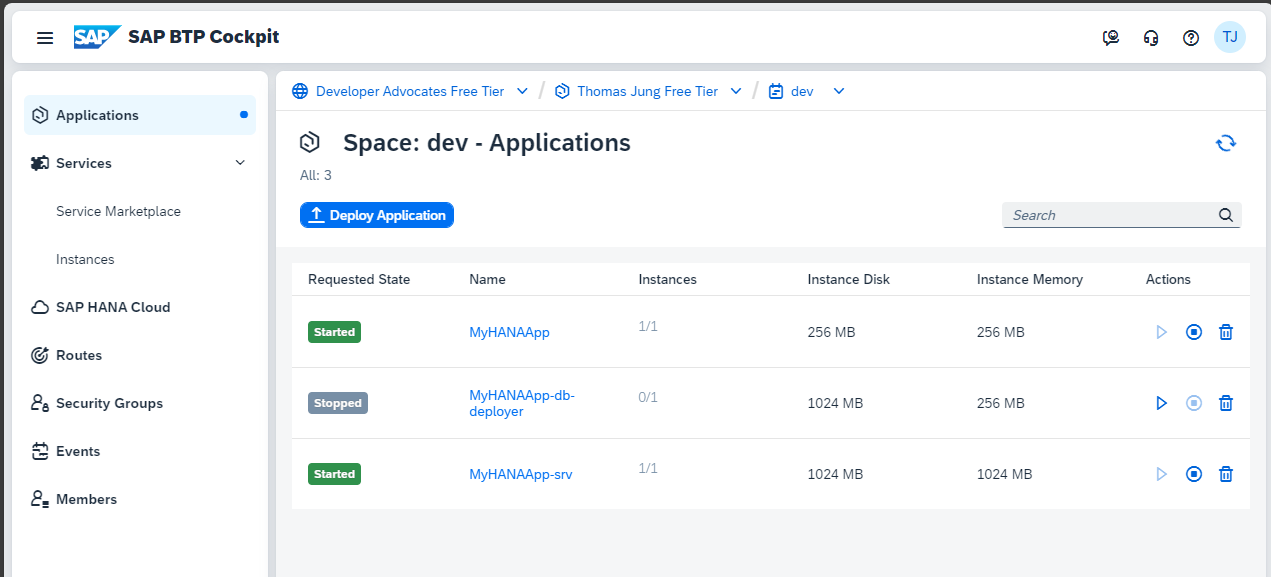 SAP SAP BTP Cockpit
TJ
Developer Advocates Free Tier / Thomas Jung Free Tier / dev
Applications
Services
Service Marketplace
Instances
SAP HANA Cloud
Routes
Security Groups
Events
Members
Space: dev - Applications
All: 3
Deploy Application
Search
Requested State Name Instances Instance Disk Instance Memory Actions
Started MyHANAApp 1/1 256 MB 256 MB
Stopped MyHANAApp-db-
deployer 0/1 1024 MB 256 MB
Started MyHANAApp-srv 1/1 1024 MB 1024 MB